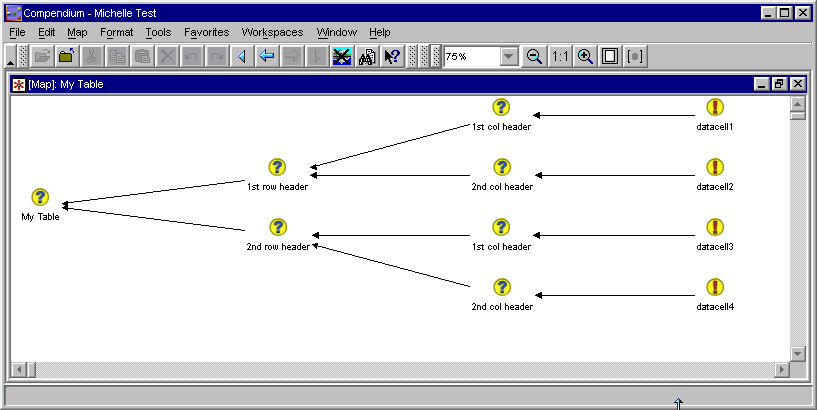 Compendium - Michelle Test
File Edit Map Format Tools Favorites Workspaces Window Help
75% 1:1
[Map]: My Table
1st col header datacell1
1st row header 2nd col header datacell2
My Table
2nd row header 1st col header datacell3
2nd col header datacell4